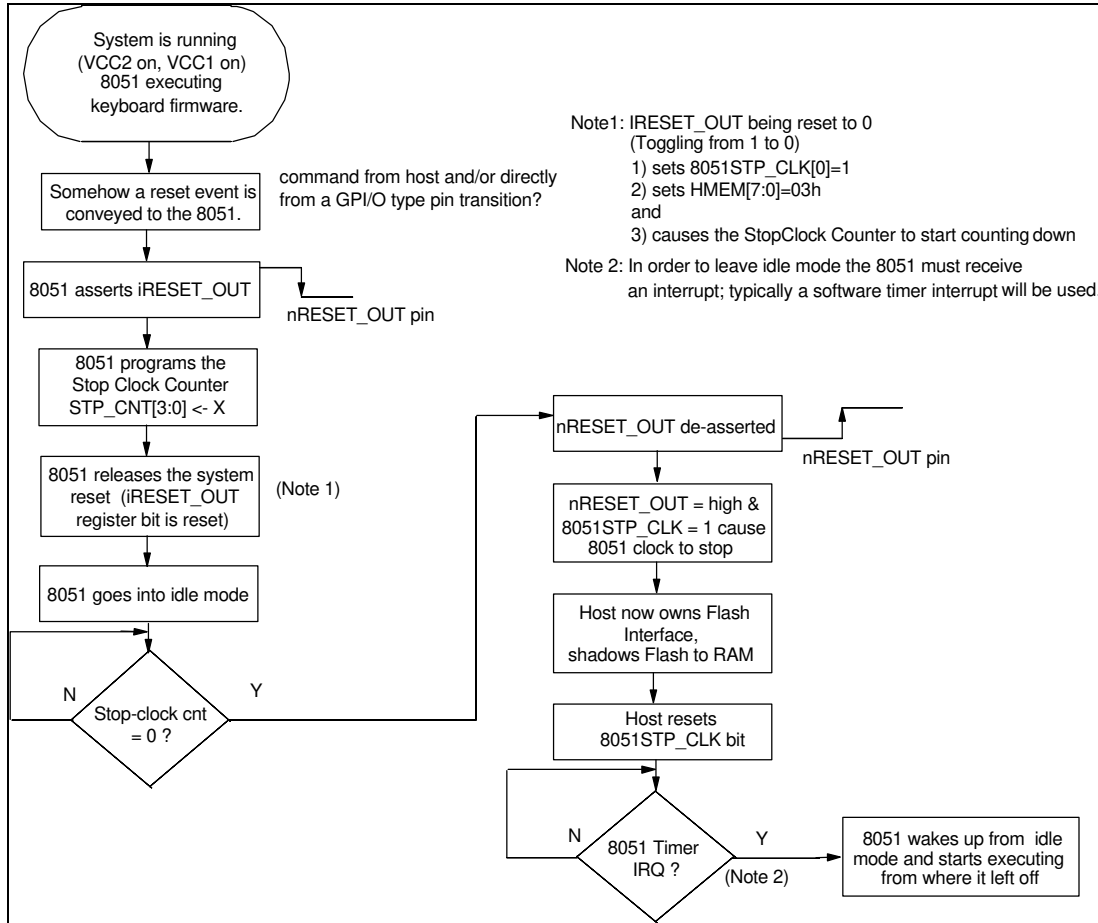 System is running
(VCC2 on, VCC1 on)
8051 executing
keyboard firmware.
Somehow a reset event is
conveyed to the 8051.
command from host and/or directly
from a GPI/O type pin transition?
8051 asserts iRESET_OUT
nRESET_OUT pin
8051 programs the
Stop Clock Counter
STP_CNT[3:0] <- X
8051 releases the system
reset (iRESET_OUT
register bit is reset)
(Note 1)
8051 goes into idle mode
N
Y
Stop-clock cnt
= 0 ?
Note1: IRESET_OUT being reset to 0
(Toggling from 1 to 0)
1) sets 8051STP_CLK[0]=1
2) sets HMEM[7:0]=03h
and
3) causes the StopClock Counter to start counting down
Note 2: In order to leave idle mode the 8051 must receive
an interrupt; typically a software timer interrupt will be used.
nRESET_OUT de-asserted
nRESET_OUT pin
nRESET_OUT = high &
8051STP_CLK = 1 cause
8051 clock to stop
Host now owns Flash
Interface,
shadows Flash to RAM
Host resets
8051STP_CLK bit
N
Y
8051 Timer
IRQ ?
(Note 2)
8051 wakes up from idle
mode and starts executing
from where it left off